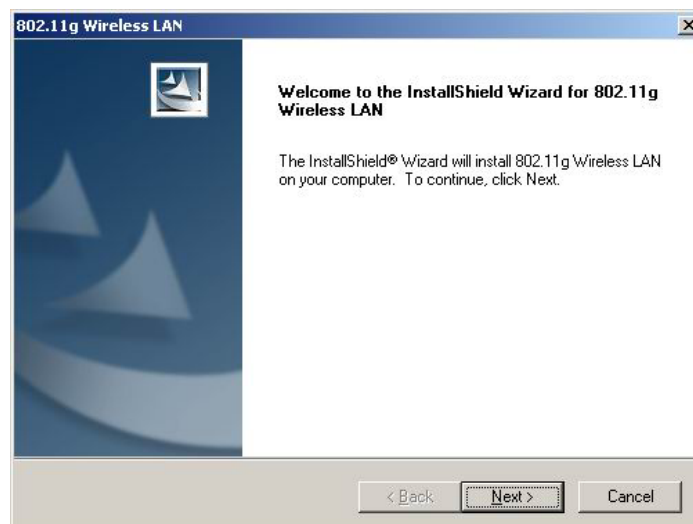 802.11g Wireless LAN
Welcome to the InstallShield Wizard for 802.11g
Wireless LAN
The InstallShield® Wizard will install 802.11g Wireless LAN
on your computer. To continue, click Next.
< Back
Next >
Cancel